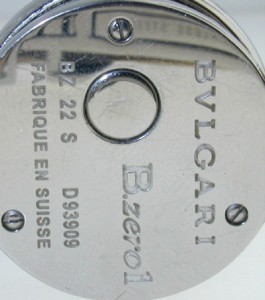 BVLGARI
B.zero1
BZ 22 S D93909
FABRIQUE EN SUISSE